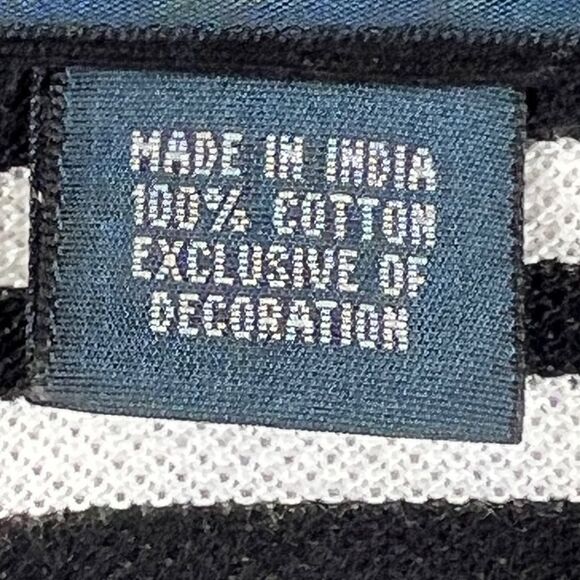 MADE IN INDIA
100% COTTON
EXCLUSIVE OF
DECORATION